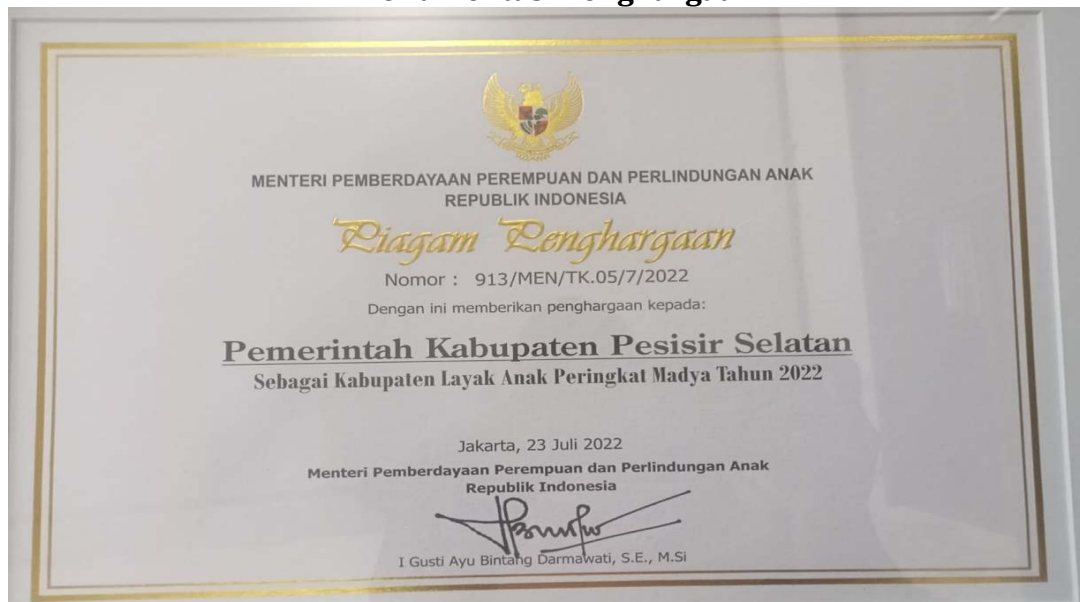 MENTERI PEMBERDAYAAN PEREMPUAN DAN PERLINDUNGAN ANAK
REPUBLIK INDONESIA
Piagam Penghargaan
Nomor : 913/MEN/TK.05/7/2022
Dengan ini memberikan penghargaan kepada:
Pemerintah Kabupaten Pesisir Selatan
Sebagai Kabupaten Layak Anak Peringkat Madya Tahun 2022
Jakarta, 23 Juli 2022
Menteri Pemberdayaan Perempuan dan Perlindungan Anak
Republik Indonesia
I Gusti Ayu Bintang Darmawati, S.E., M.Si